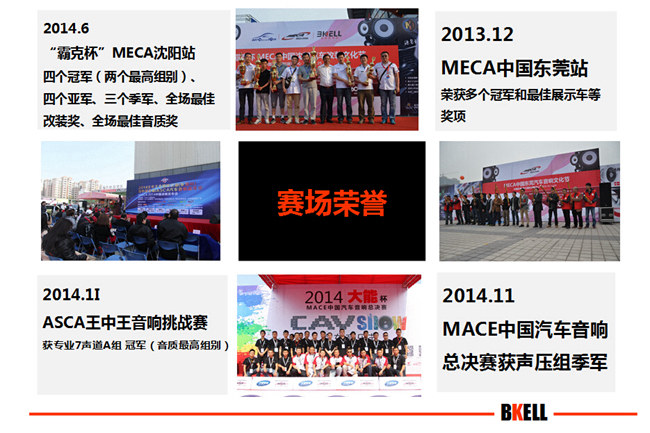 2014.6
“霸克杯”MECA沈阳站
四个冠军（两个最高组别）、
四个亚军、三个季军、全场最佳
改装奖、全场最佳音质奖
BKELL
2013.12
MECA中国东莞站
荣获多个冠军和最佳展示车等
奖项
赛场荣誉
2014.1I
ASCA王中王音响挑战赛
获专业7声道A组 冠军（音质最高组别）
2014 大能杯
MACE中国汽车音响总决赛
CAV Show
2014.11
MACE中国汽车音响
总决赛获声压组季军
BKELL